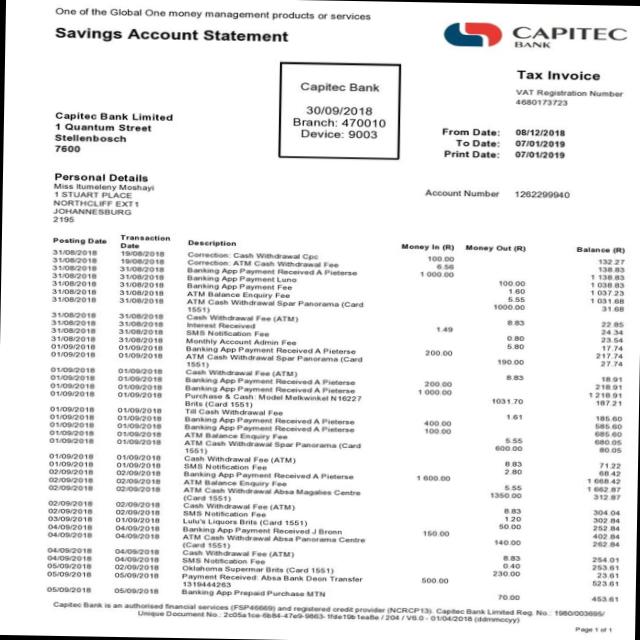 One of the Global One money management products or services
Savings Account Statement
CAPITEC
BANK
Capitec Bank
30/09/2018
Branch: 470010
Device: 9003
Tax Invoice
VAT Registration Number
4680173723
Capitec Bank Limited
1 Quantum Street
Stellenbosch
7600
From Date: 08/12/2018
To Date: 07/01/2019
Print Date: 07/01/2019
Personal Details
Miss Itumeleny Moshayi
1 STUART PLACE
NORTHCLIFF EXT1
JOHANNESBURG
2195
Account Number 1262299940
Posting Date Transaction Date Description Money In (R) Money Out (R) Balance (R)
31/08/2018 19/08/2018 Correction: Cash Withdrawal Cpc 100.00 132.27
31/08/2018 19/08/2018 Correction: ATM Cash Withdrawal Fee 6.56 138.83
31/08/2018 31/08/2018 Banking App Payment Received A Pieterse 1 000.00 1 138.83
31/08/2018 31/08/2018 Banking App Payment Luno 100.00 1 038.83
31/08/2018 31/08/2018 Banking App Payment Fee 1.60 1 037.23
31/08/2018 31/08/2018 ATM Balance Enquiry Fee 5.55 1 031.68
31/08/2018 31/08/2018 ATM Cash Withdrawal Spar Panorama (Card 1000.00 31.68
1551)
31/08/2018 31/08/2018 Cash Withdrawal Fee (ATM) 8.83 22.85
31/08/2018 31/08/2018 Interest Received 1.49 24.34
31/08/2018 31/08/2018 SMS Notification Fee 0.80 23.54
31/08/2018 31/08/2018 Monthly Account Admin Fee 5.80 17.74
01/09/2018 01/09/2018 Banking App Payment Received A Pieterse 200.00 217.74
01/09/2018 01/09/2018 ATM Cash Withdrawal Spar Panorama (Card 190.00 27.74
1551)
01/09/2018 01/09/2018 Cash Withdrawal Fee (ATM) 8.83 18.91
01/09/2018 01/09/2018 Banking App Payment Received A Pieterse 200.00 218.91
01/09/2018 01/09/2018 Banking App Payment Received A Pieterse 1 000.00 1 218.91
01/09/2018 01/09/2018 Purchase & Cash: Model Melkwinkel N16227 1031.70 187.21
Brits (Card 1551)
01/09/2018 01/09/2018 Till Cash Withdrawal Fee 1.61 185.60
01/09/2018 01/09/2018 Banking App Payment Received A Pieterse 400.00 585.60
01/09/2018 01/09/2018 Banking App Payment Received A Pieterse 100.00 685.60
01/09/2018 01/09/2018 ATM Balance Enquiry Fee 5.55 680.05
01/09/2018 01/09/2018 ATM Cash Withdrawal Spar Panorama (Card 600.00 80.05
1551)
01/09/2018 01/09/2018 Cash Withdrawal Fee (ATM) 8.83 71.22
01/09/2018 01/09/2018 SMS Notification Fee 2.80 68.42
02/09/2018 02/09/2018 Banking App Payment Received A Pieterse 1 600.00 1 668.42
02/09/2018 02/09/2018 ATM Balance Enquiry Fee 5.55 1 662.87
02/09/2018 02/09/2018 ATM Cash Withdrawal Absa Magalies Centre 1350.00 312.87
(Card 1551)
02/09/2018 02/09/2018 Cash Withdrawal Fee (ATM) 8.83 304.04
02/09/2018 02/09/2018 SMS Notification Fee 1.20 302.84
03/09/2018 01/09/2018 Lulu's Liquors Brits (Card 1551) 50.00 252.84
04/09/2018 04/09/2018 Banking App Payment Received J Bronn 150.00 402.84
04/09/2018 04/09/2018 ATM Cash Withdrawal Absa Panorama Centre 140.00 262.84
(Card 1551)
04/09/2018 04/09/2018 Cash Withdrawal Fee (ATM) 8.83 254.01
04/09/2018 04/09/2018 SMS Notification Fee 0.40 253.61
05/09/2018 02/09/2018 Oklahoma Supermar Brits (Card 1551) 230.00 23.61
05/09/2018 05/09/2018 Payment Received: Absa Bank Deon Transfer 500.00 523.61
1319444263
05/09/2018 05/09/2018 Banking App Prepaid Purchase MTN 70.00 453.61
Capitec Bank is an authorised financial services (FSP46669) and registered credit provider (NCRCP13). Capitec Bank Limited Reg. No.: 1980/003695/
Unique Document No.: / 204 / V6.0 - 01/04/2018 (ddmmccyy)
Page 1 of 1